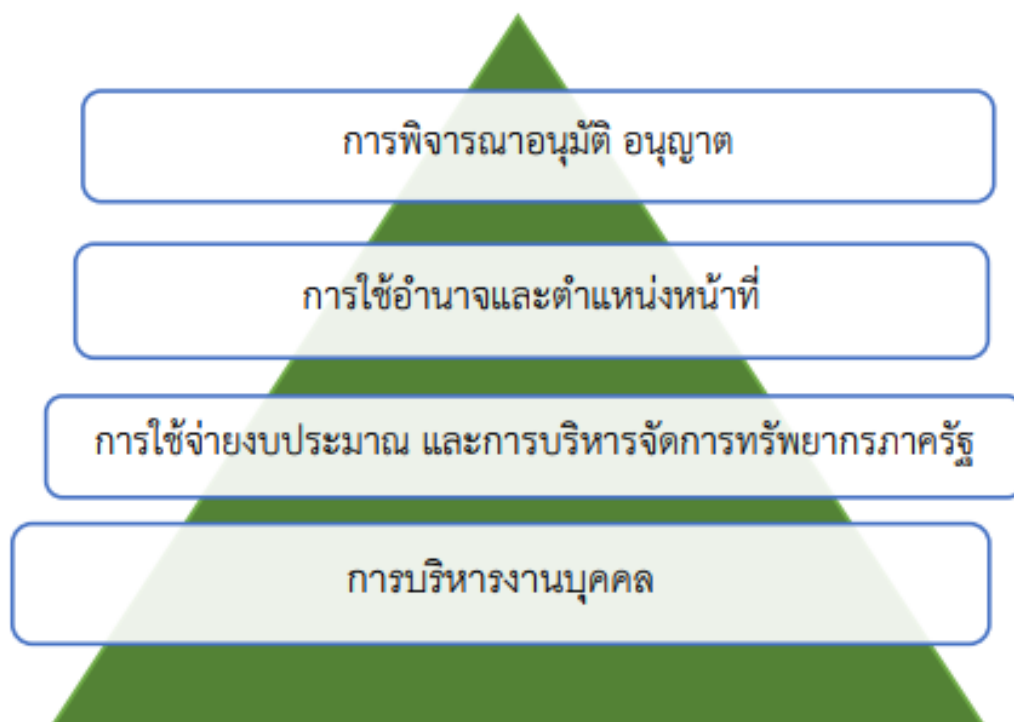 การพิจารณาอนุมัติ อนุญาต
การใช้อำนาจและตำแหน่งหน้าที่
การใช้จ่ายงบประมาณ และการบริหารจัดการทรัพยากรภาครัฐ
การบริหารงานบุคคล